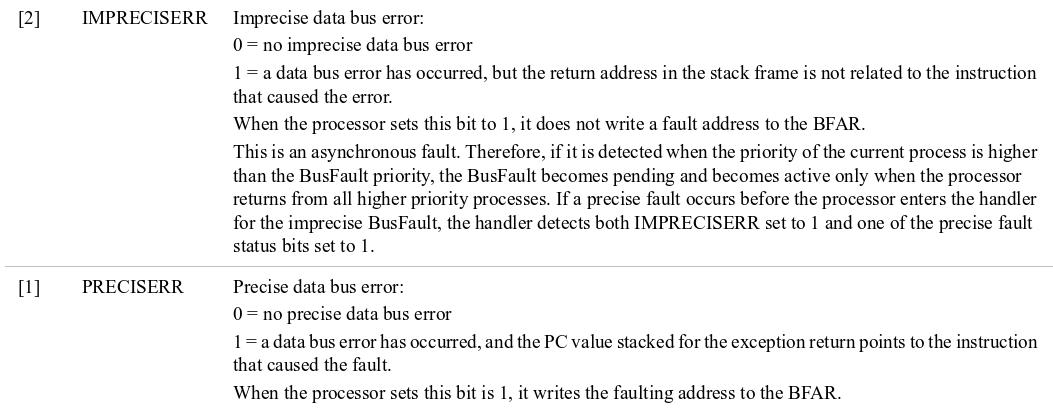 [2] IMPRECISERR Imprecise data bus error:
0 = no imprecise data bus error
1 = a data bus error has occurred, but the return address in the stack frame is not related to the instruction
that caused the error.
When the processor sets this bit to 1, it does not write a fault address to the BFAR.
This is an asynchronous fault. Therefore, if it is detected when the priority of the current process is higher
than the BusFault priority, the BusFault becomes pending and becomes active only when the processor
returns from all higher priority processes. If a precise fault occurs before the processor enters the handler
for the imprecise BusFault, the handler detects both IMPRECISERR set to 1 and one of the precise fault
status bits set to 1.
[1] PRECISERR Precise data bus error:
0 = no precise data bus error
1 = a data bus error has occurred, and the PC value stacked for the exception return points to the instruction
that caused the fault.
When the processor sets this bit is 1, it writes the faulting address to the BFAR.